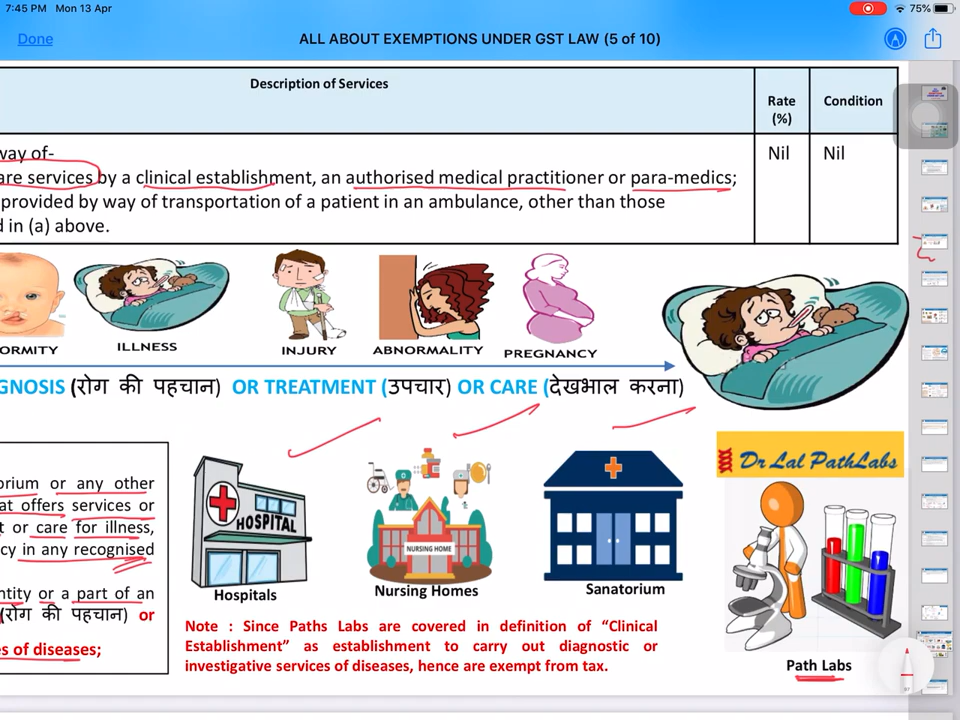 7:45 PM Mon 13 Apr
75%
Done
ALL ABOUT EXEMPTIONS UNDER GST LAW (5 of 10)
Description of Services
Rate (%)
Condition
way of-
are services by a clinical establishment, an authorised medical practitioner or para-medics;
provided by way of transportation of a patient in an ambulance, other than those
d in (a) above.
Nil
Nil
ORMITY
ILLNESS
INJURY
ABNORMALITY
PREGNANCY
GNOSIS (रोग की पहचान) OR TREATMENT (उपचार) OR CARE (देखभाल करना)
orium or any other
at offers services or
t or care for illness,
cy in any recognised
ntity or a part of an
(रोग की पहचान) or
es of diseases;
HOSPITAL
Hospitals
NURSING HOME
Nursing Homes
Sanatorium
Dr Lal PathLabs
Path Labs
Note : Since Paths Labs are covered in definition of “Clinical
Establishment” as establishment to carry out diagnostic or
investigative services of diseases, hence are exempt from tax.